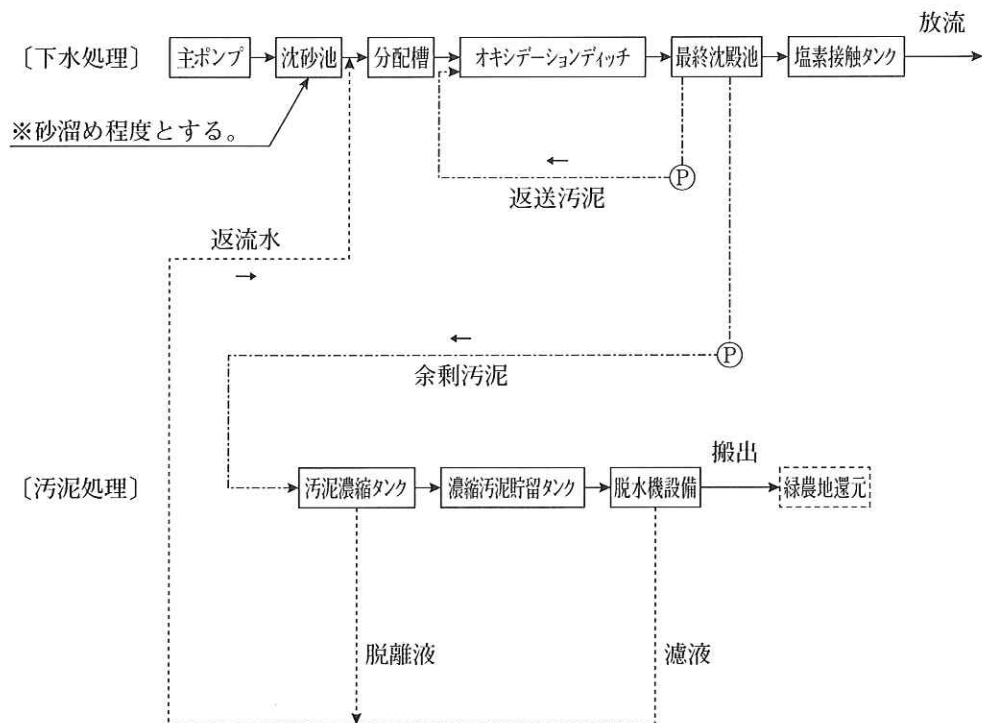 放流
〔下水処理〕
主ポンプ
沈砂池
分配槽
オキシデーションディッチ
最終沈殿池
塩素接触タンク
※砂溜め程度とする。
P
返送汚泥
返流水
P
余剰汚泥
搬出
〔汚泥処理〕
汚泥濃縮タンク
濃縮汚泥貯留タンク
脱水機設備
緑農地還元
脱離液
濾液